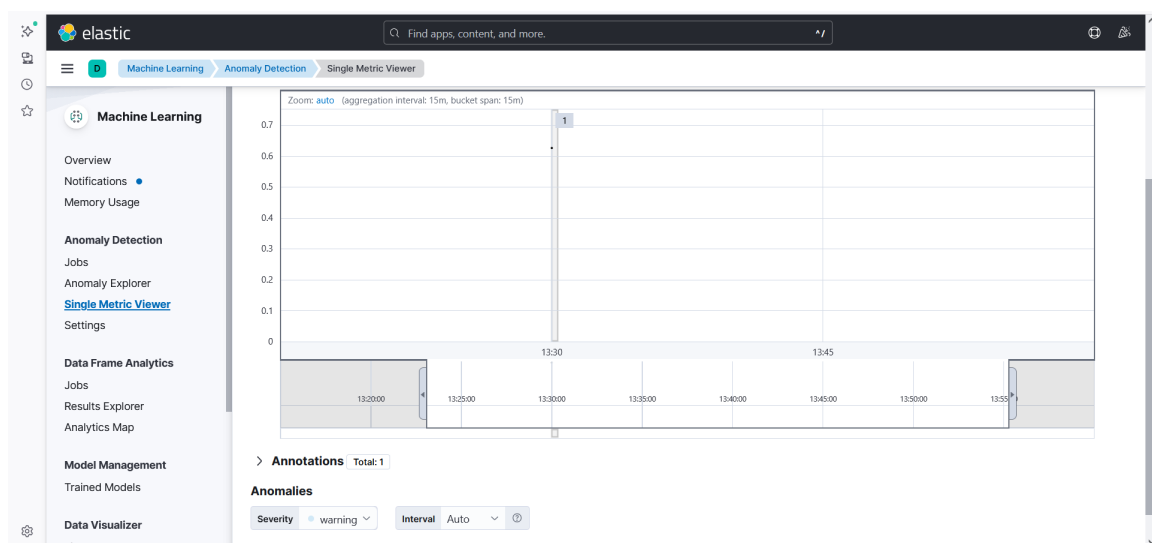 elastic
Find apps, content, and more.
^/
D
Machine Learning
Anomaly Detection
Single Metric Viewer
Machine Learning
Overview
Notifications
Memory Usage
Anomaly Detection
Jobs
Anomaly Explorer
Single Metric Viewer
Settings
Data Frame Analytics
Jobs
Results Explorer
Analytics Map
Model Management
Trained Models
Data Visualizer
Zoom: auto (aggregation interval: 15m, bucket span: 15m)
1
0.7
0.6
0.5
0.4
0.3
0.2
0.1
0
13:30 13:45
13:20:00 13:25:00 13:30:00 13:35:00 13:40:00 13:45:00 13:50:00 13:55
Annotations Total: 1
Anomalies
Severity warning Interval Auto